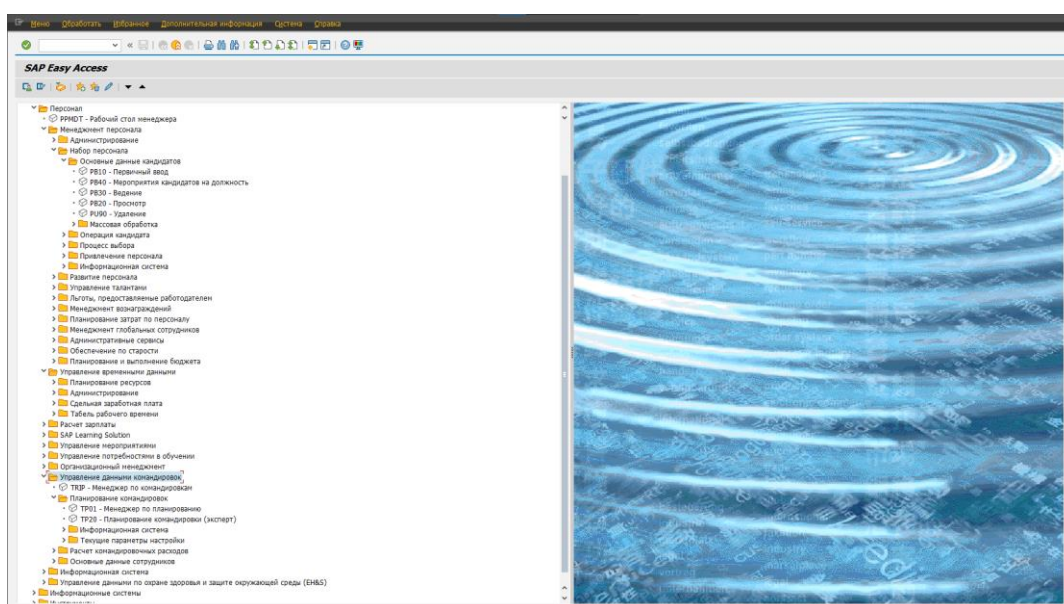 Меню Обработать Избранное Дополнительная информация Система Справка
SAP Easy Access
Персонал
PPMDT - Рабочий стол менеджера
Менеджмент персонала
Администрирование
Набор персонала
Основные данные кандидатов
PB10 - Первичный ввод
PB40 - Мероприятия кандидатов на должность
PB30 - Ведение
PB20 - Просмотр
PU90 - Удаление
Массовая обработка
Операция кандидата
Процесс выбора
Привлечение персонала
Информационная система
Развитие персонала
Управление талантами
Льготы, предоставляемые работодателем
Менеджмент вознаграждений
Планирование затрат по персоналу
Менеджмент глобальных сотрудников
Административные сервисы
Обеспечение по старости
Планирование и выполнение бюджета
Управление временными данными
Планирование ресурсов
Администрирование
Сдельная заработная плата
Табель рабочего времени
Расчет зарплаты
SAP Learning Solution
Управление мероприятиями
Управление потребностями в обучении
Организационный менеджмент
Управление данными командировок
TRIP - Менеджер по командировкам
Планирование командировок
TP01 - Менеджер по планированию
TP20 - Планирование командировки (эксперт)
Информационная система
Текущие параметры настройки
Расчет командировочных расходов
Основные данные сотрудников
Информационная система
Управление данными по охране здоровья и защите окружающей среды (EH&S)
Информационные системы
Инструменты